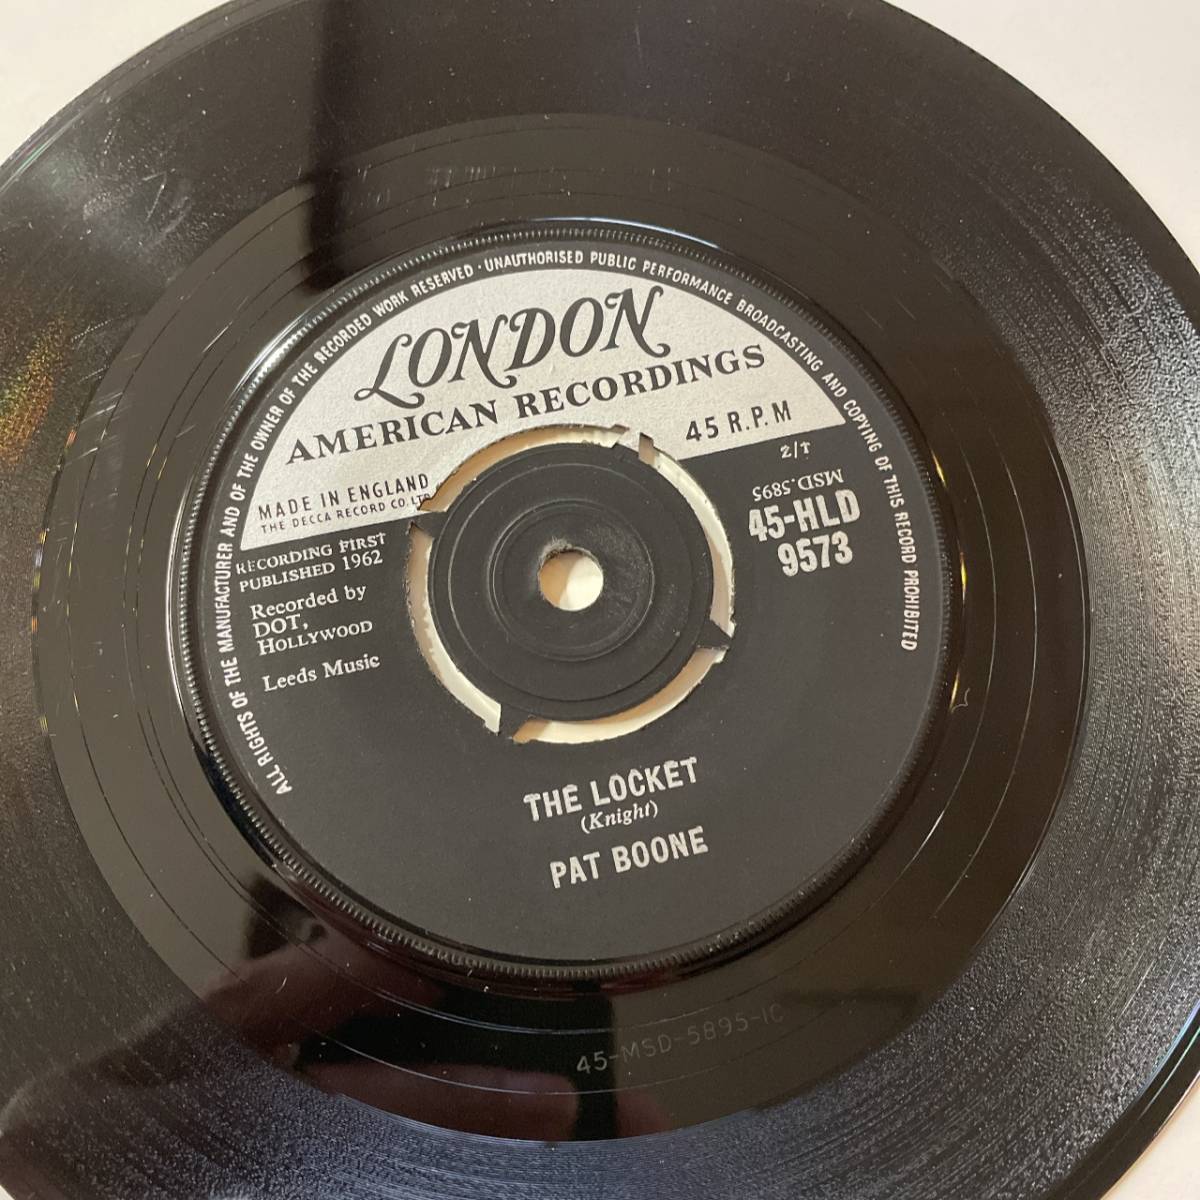 ALL RIGHTS OF THE MANUFACTURER AND OF THE OWNER OF THE RECORDED WORK RESERVED · UNAUTHORISED PUBLIC PERFORMANCE BROADCASTING AND COPYING OF THIS RECORD PROHIBITED
LONDON
AMERICAN RECORDINGS
45 R.P.M
MADE IN ENGLAND
THE DECCA RECORD CO. LTD
2/T
MSD.5895
45-HLD
9573
RECORDING FIRST
PUBLISHED 1962
Recorded by
DOT,
HOLLYWOOD
Leeds Music
THE LOCKET
(Knight)
PAT BOONE
45-MSD-5895-1C